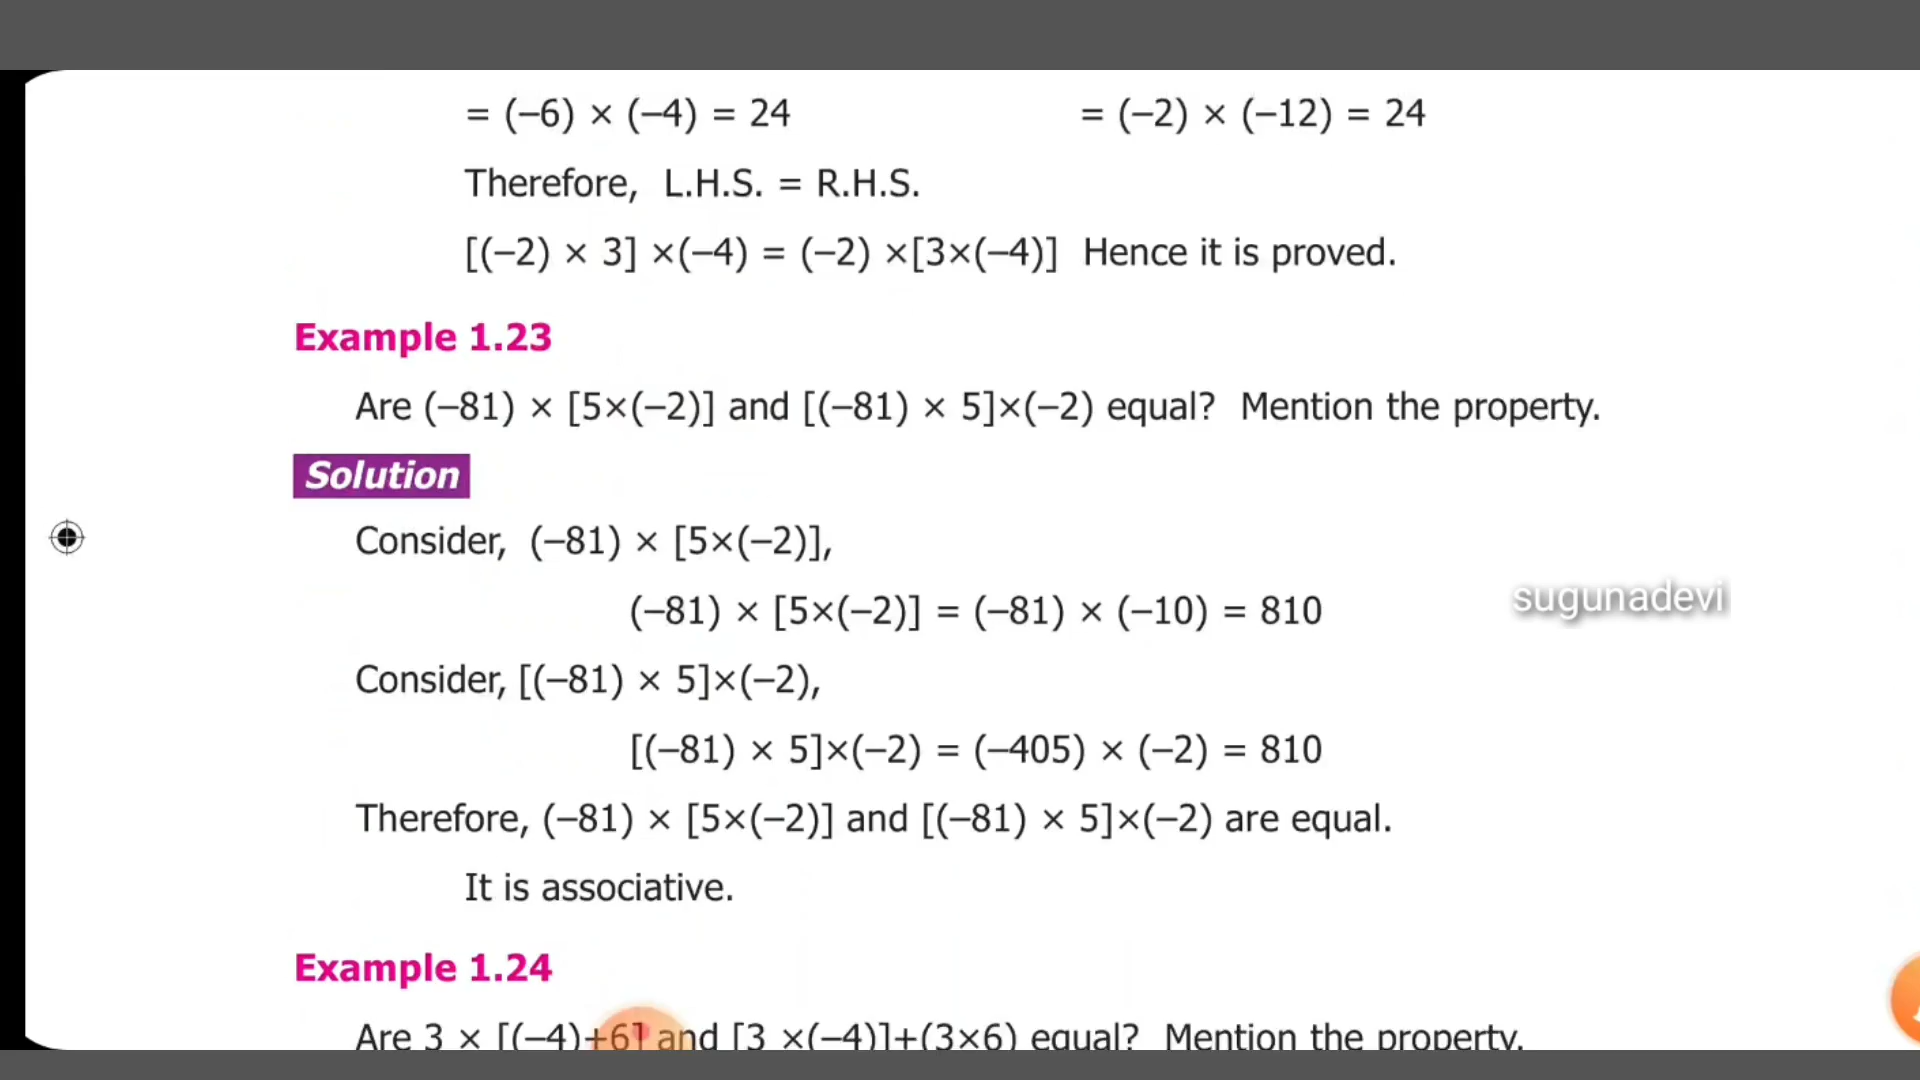 = (–6) × (–4) = 24    = (–2) × (–12) = 24
Therefore, L.H.S. = R.H.S.
[(–2) × 3] ×(–4) = (–2) ×[3×(–4)] Hence it is proved.
Example 1.23
Are (–81) × [5×(–2)] and [(–81) × 5]×(–2) equal? Mention the property.
Solution
Consider, (–81) × [5×(–2)],
(–81) × [5×(–2)] = (–81) × (–10) = 810
sugunadevi
Consider, [(–81) × 5]×(–2),
[(–81) × 5]×(–2) = (–405) × (–2) = 810
Therefore, (–81) × [5×(–2)] and [(–81) × 5]×(–2) are equal.
It is associative.
Example 1.24
Are 3 × [(–4)+6] and [3 ×(–4)]+(3×6) equal? Mention the property.